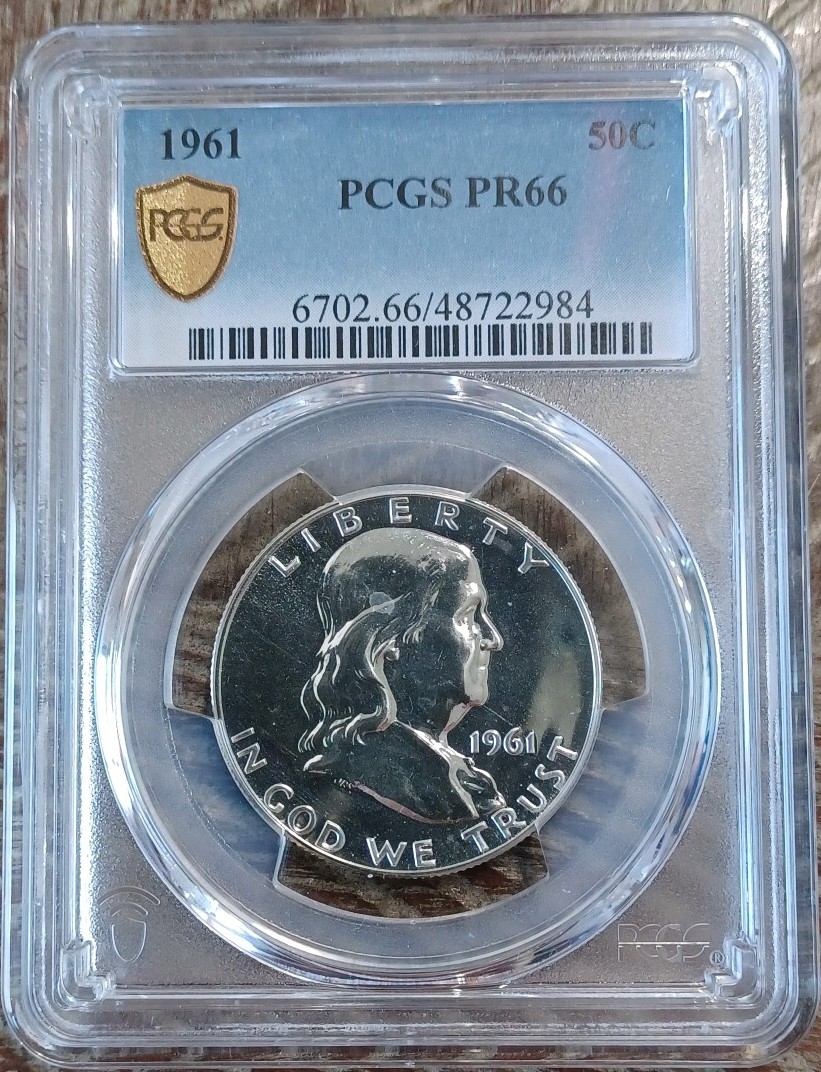 1961 50C
PCGS PR66
PCGS.
6702.66/48722984
LIBERTY
1961
IN GOD WE TRUST
PCGS®